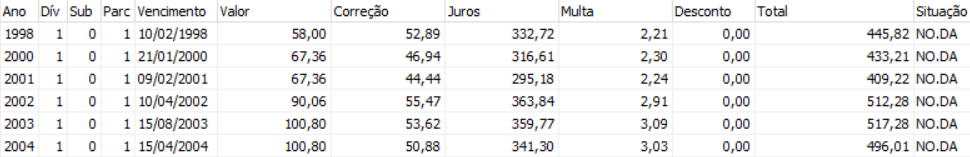 Ano Dív Sub Parc Vencimento Valor Correção Juros Multa Desconto Total Situação
1998 1 0 1 10/02/1998 58,00 52,89 332,72 2,21 0,00 445,82 NO.DA
2000 1 0 1 21/01/2000 67,36 46,94 316,61 2,30 0,00 433,21 NO.DA
2001 1 0 1 09/02/2001 67,36 44,44 295,18 2,24 0,00 409,22 NO.DA
2002 1 0 1 10/04/2002 90,06 55,47 363,84 2,91 0,00 512,28 NO.DA
2003 1 0 1 15/08/2003 100,80 53,62 359,77 3,09 0,00 517,28 NO.DA
2004 1 0 1 15/04/2004 100,80 50,88 341,30 3,03 0,00 496,01 NO.DA